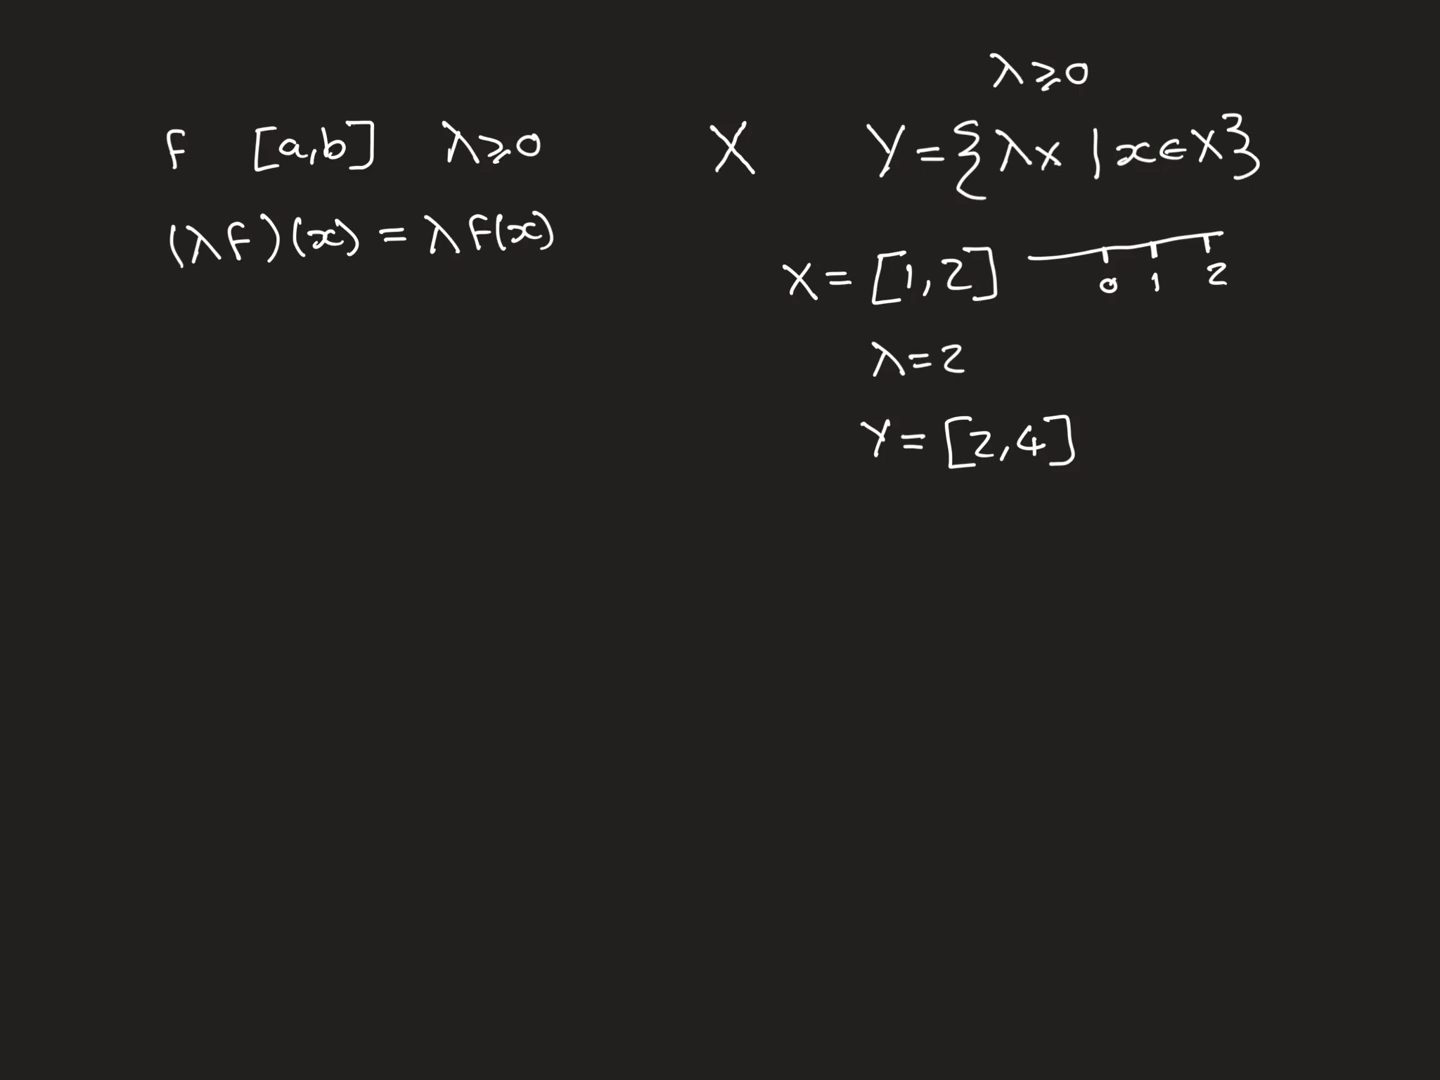 λ⩾0
f [a,b] λ⩾0 X Y={λx | x∈X}
(λf)(x) = λf(x)
X= [1,2] 0 1 2
λ=2
Y= [2,4]